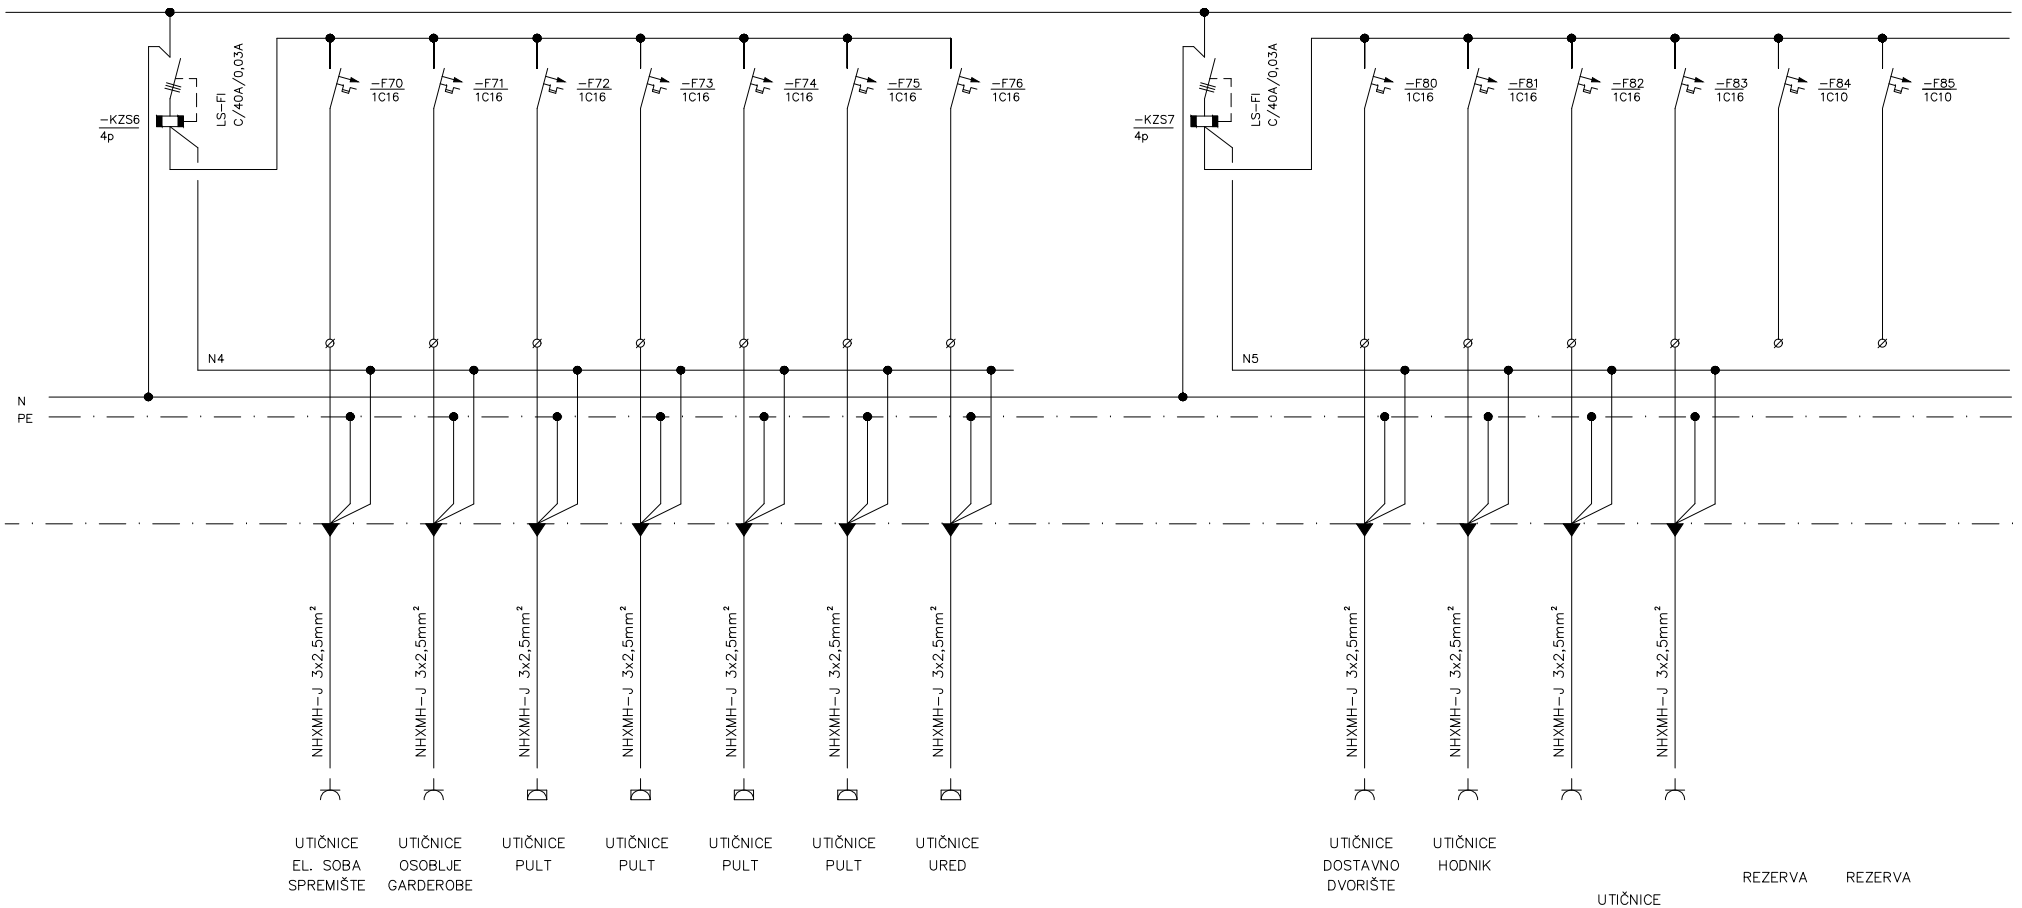 -KZS6
4p
LS-FI
C/40A/0,03A
-F70
1C16
-F71
1C16
-F72
1C16
-F73
1C16
-F74
1C16
-F75
1C16
-F76
1C16
-KZS7
4p
LS-FI
C/40A/0,03A
-F80
1C16
-F81
1C16
-F82
1C16
-F83
1C16
-F84
1C10
-F85
1C10
N4
N5
N
PE
NHXMH-J 3x2,5mm²
NHXMH-J 3x2,5mm²
NHXMH-J 3x2,5mm²
NHXMH-J 3x2,5mm²
NHXMH-J 3x2,5mm²
NHXMH-J 3x2,5mm²
NHXMH-J 3x2,5mm²
NHXMH-J 3x2,5mm²
NHXMH-J 3x2,5mm²
NHXMH-J 3x2,5mm²
NHXMH-J 3x2,5mm²
UTIČNICE
EL. SOBA
SPREMIŠTE
UTIČNICE
OSOBLJE
GARDEROBE
UTIČNICE
PULT
UTIČNICE
PULT
UTIČNICE
PULT
UTIČNICE
PULT
UTIČNICE
URED
UTIČNICE
DOSTAVNO
DVORIŠTE
UTIČNICE
HODNIK
UTIČNICE
REZERVA
REZERVA